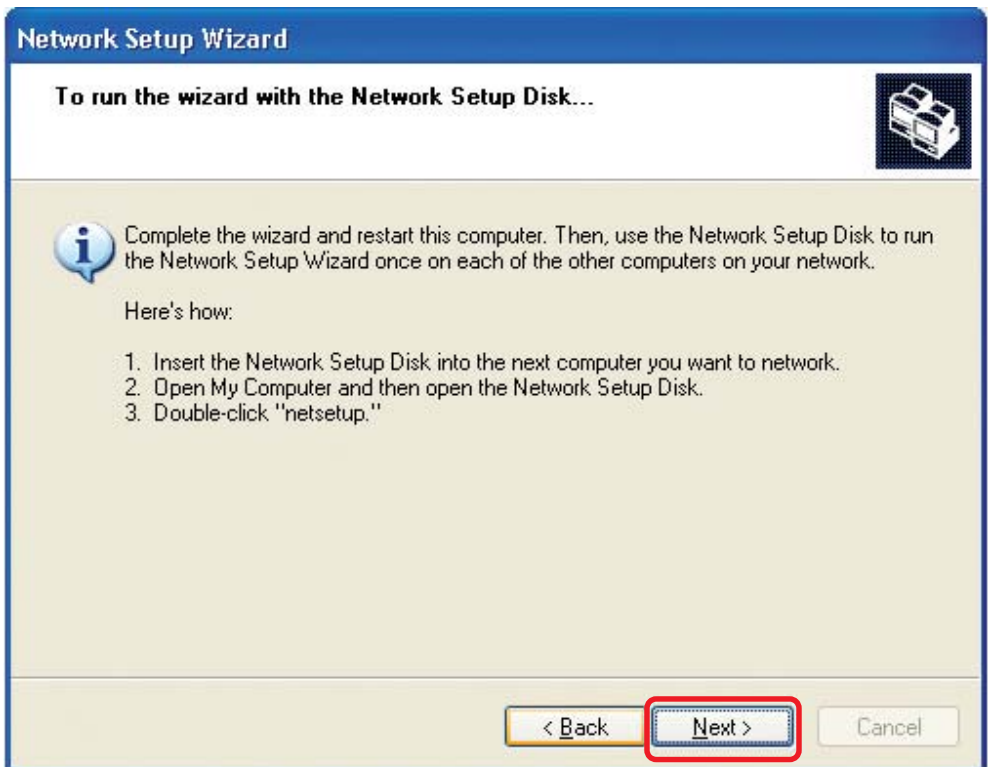 Network Setup Wizard
To run the wizard with the Network Setup Disk...
Complete the wizard and restart this computer. Then, use the Network Setup Disk to run
the Network Setup Wizard once on each of the other computers on your network.
Here's how:
1. Insert the Network Setup Disk into the next computer you want to network.
2. Open My Computer and then open the Network Setup Disk.
3. Double-click "netsetup."
< Back Next > Cancel